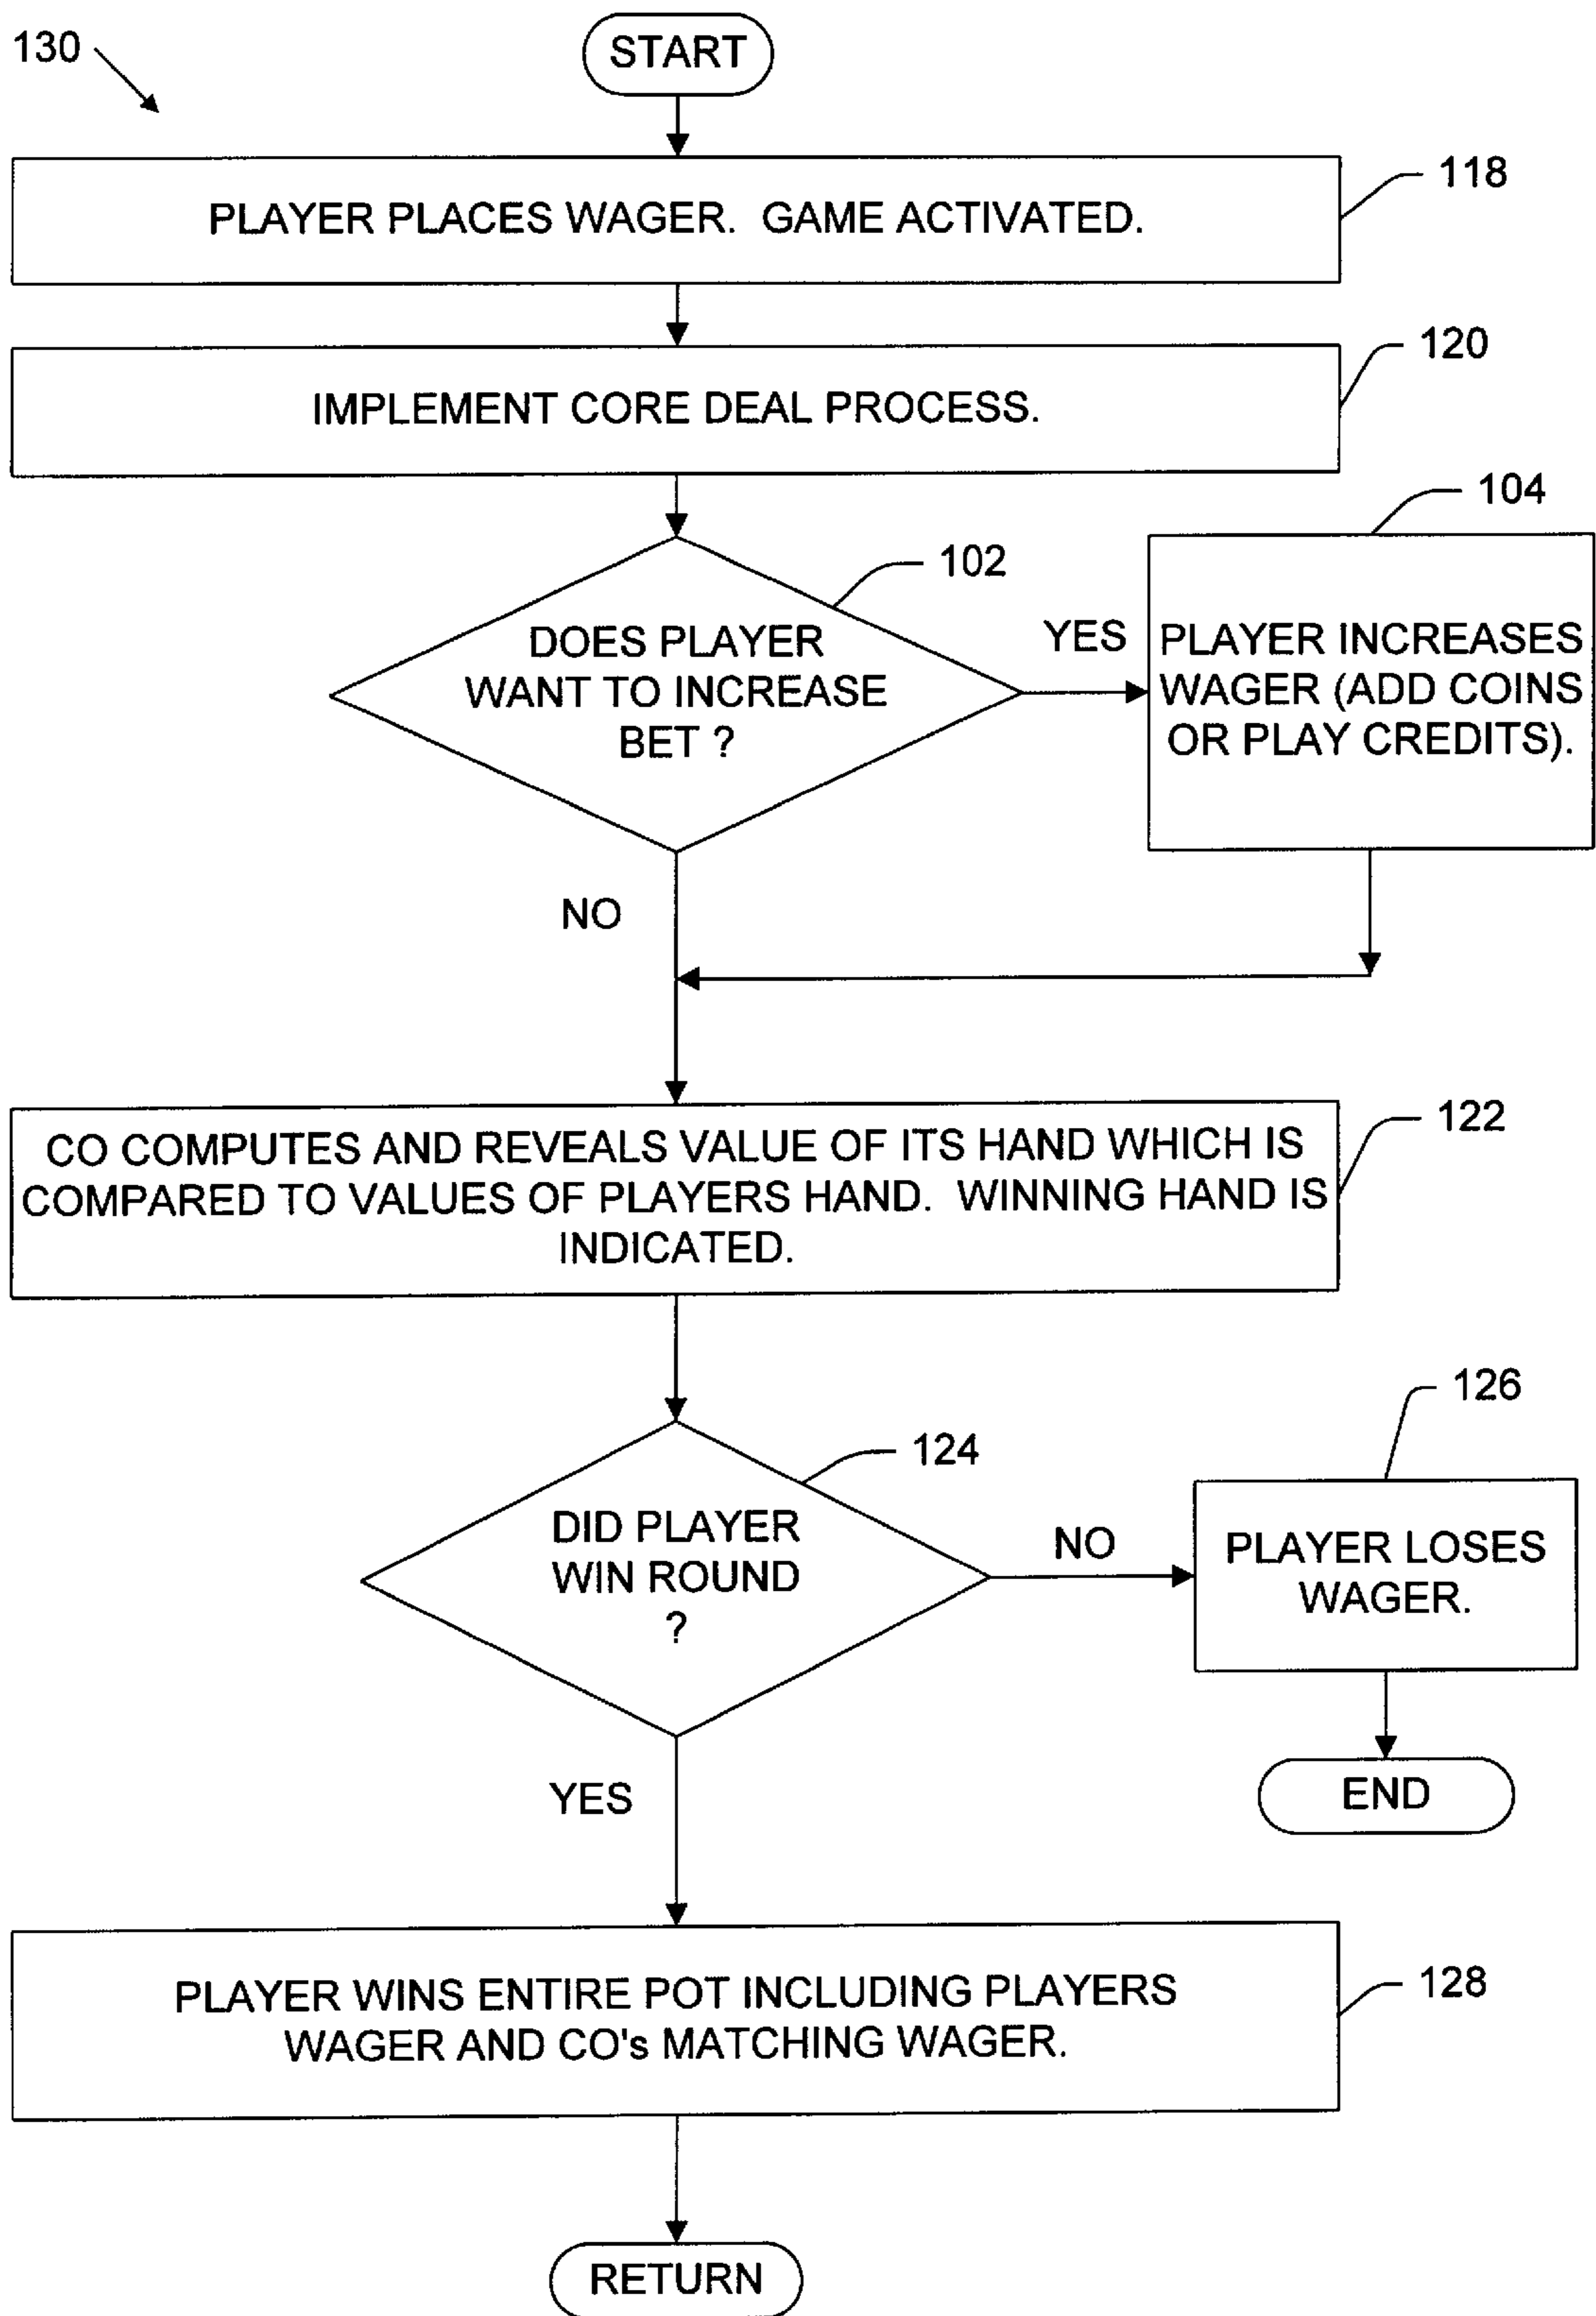 130
START
118
PLAYER PLACES WAGER.  GAME ACTIVATED.
120
IMPLEMENT CORE DEAL PROCESS.
104
102
DOES PLAYER
WANT TO INCREASE
BET ?
YES
PLAYER INCREASES
WAGER (ADD COINS
OR PLAY CREDITS).
NO
122
CO COMPUTES AND REVEALS VALUE OF ITS HAND WHICH IS
COMPARED TO VALUES OF PLAYERS HAND.  WINNING HAND IS
INDICATED.
126
124
DID PLAYER
WIN ROUND
?
NO
PLAYER LOSES
WAGER.
YES
END
128
PLAYER WINS ENTIRE POT INCLUDING PLAYERS
WAGER AND CO's MATCHING WAGER.
RETURN